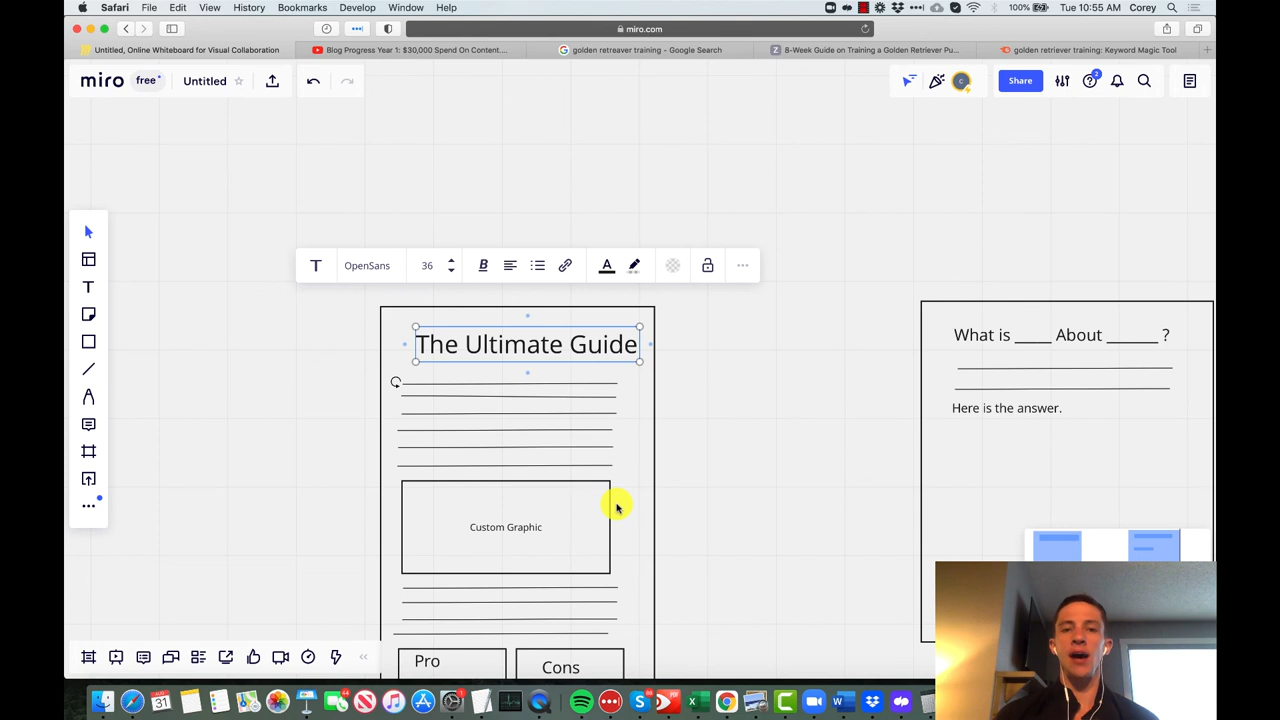 Safari File Edit View History Bookmarks Develop Window Help 100% Tue 10:55 AM Corey
miro.com
Untitled, Online Whiteboard for Visual Collaboration
Blog Progress Year 1: $30,000 Spend On Content....
golden retreaver training - Google Search
8-Week Guide on Training a Golden Retriever Pu...
golden retriever training: Keyword Magic Tool
miro free Untitled
Share
2
OpenSans 36 B A
The Ultimate Guide
Custom Graphic
Pro
Cons
What is _____ About ______ ?
Here is the answer.